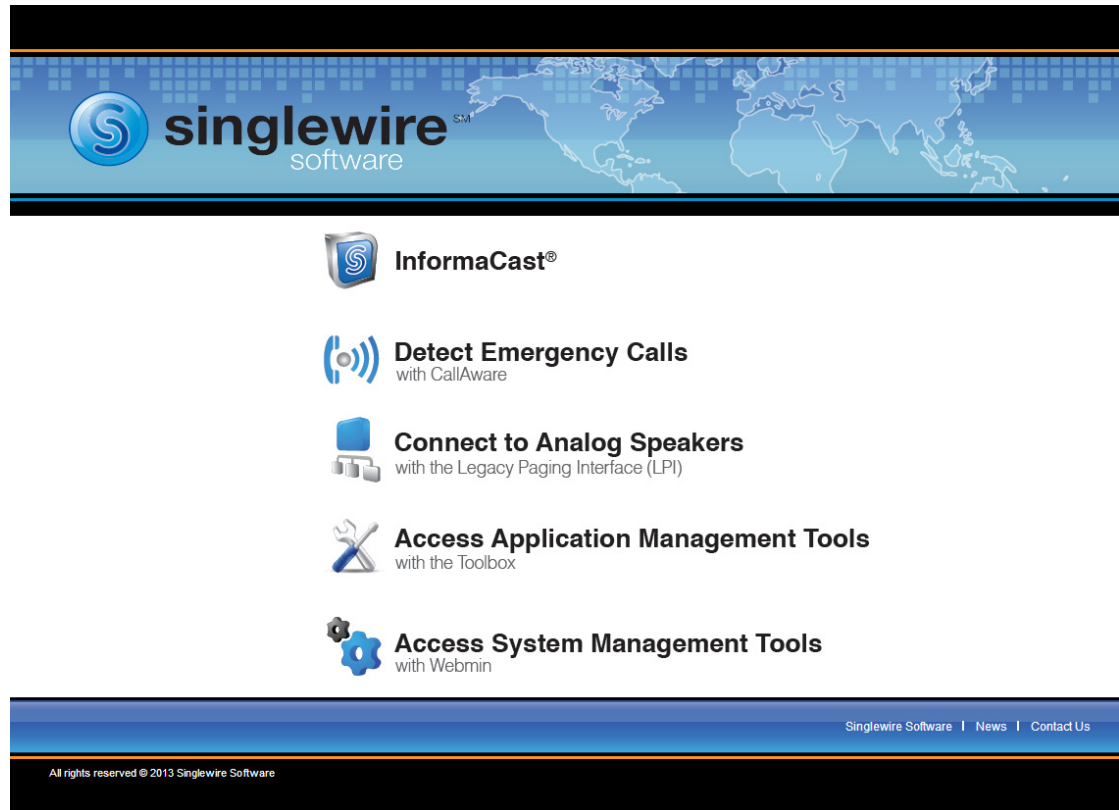 singlewire℠
software
InformaCast®
Detect Emergency Calls
with CallAware
Connect to Analog Speakers
with the Legacy Paging Interface (LPI)
Access Application Management Tools
with the Toolbox
Access System Management Tools
with Webmin
Singlewire Software | News | Contact Us
All rights reserved © 2013 Singlewire Software